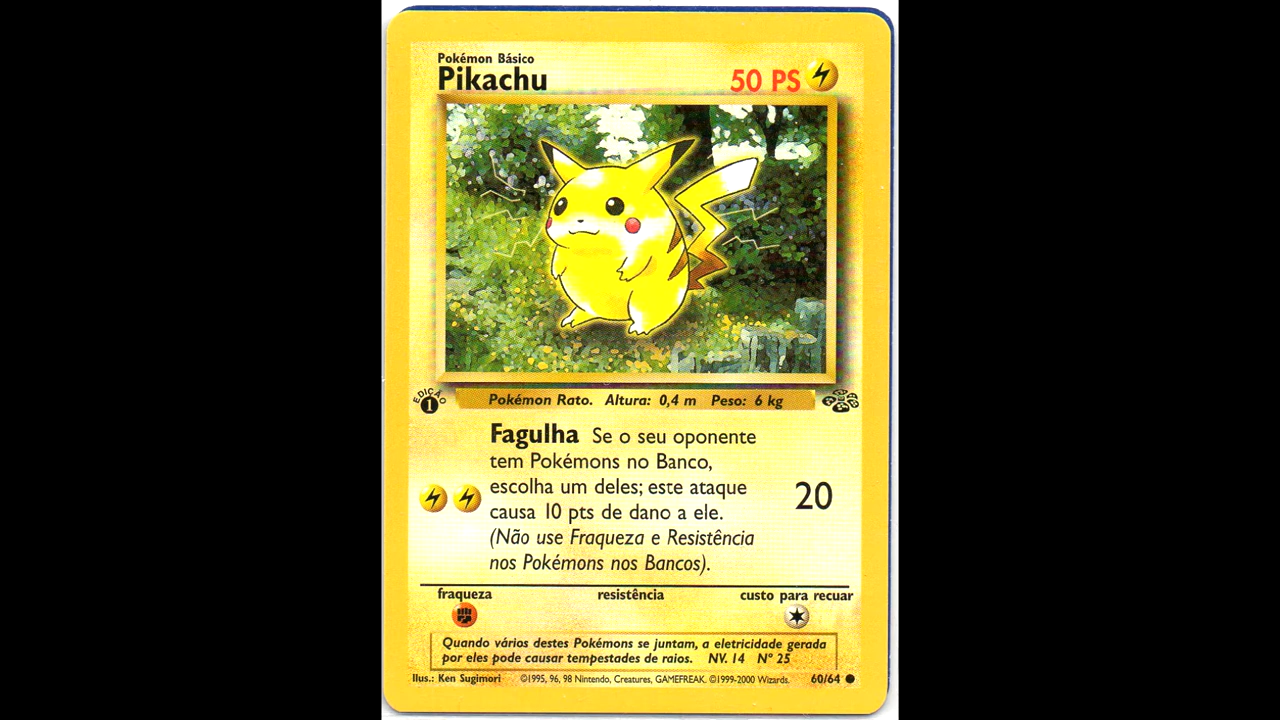 Pokémon Básico
Pikachu
50 PS
EDIÇÃO
1
Pokémon Rato. Altura: 0,4 m Peso: 6 kg
Fagulha Se o seu oponente
tem Pokémons no Banco,
escolha um deles; este ataque
causa 10 pts de dano a ele.
(Não use Fraqueza e Resistência
nos Pokémons nos Bancos).
20
fraqueza resistência custo para recuar
Quando vários destes Pokémons se juntam, a eletricidade gerada
por eles pode causar tempestades de raios. NV. 14 Nº 25
Ilus.: Ken Sugimori ©1995, 96, 98 Nintendo, Creatures, GAMEFREAK. ©1999-2000 Wizards. 60/64